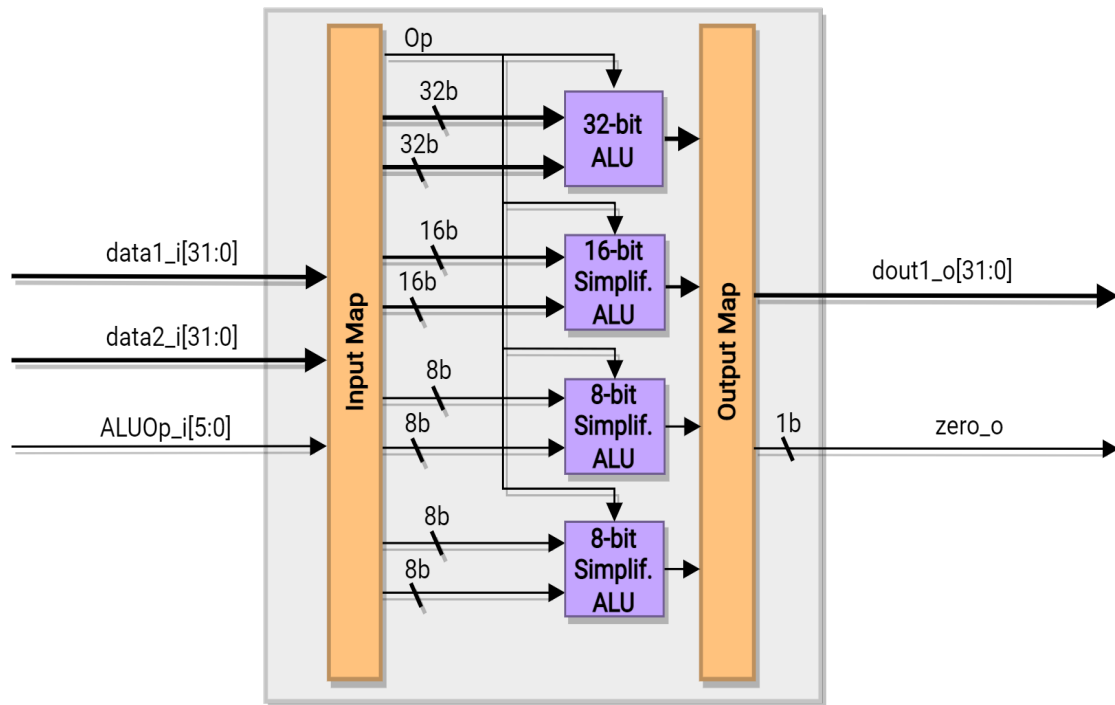 Op
32b
32-bit
ALU
32b
data1_i[31:0]
16b
16-bit
Simplif.
ALU
16b
dout1_o[31:0]
data2_i[31:0]
Input Map
Output Map
8b
8-bit
Simplif.
ALU
8b
ALUOp_i[5:0]
1b
zero_o
8b
8-bit
Simplif.
ALU
8b